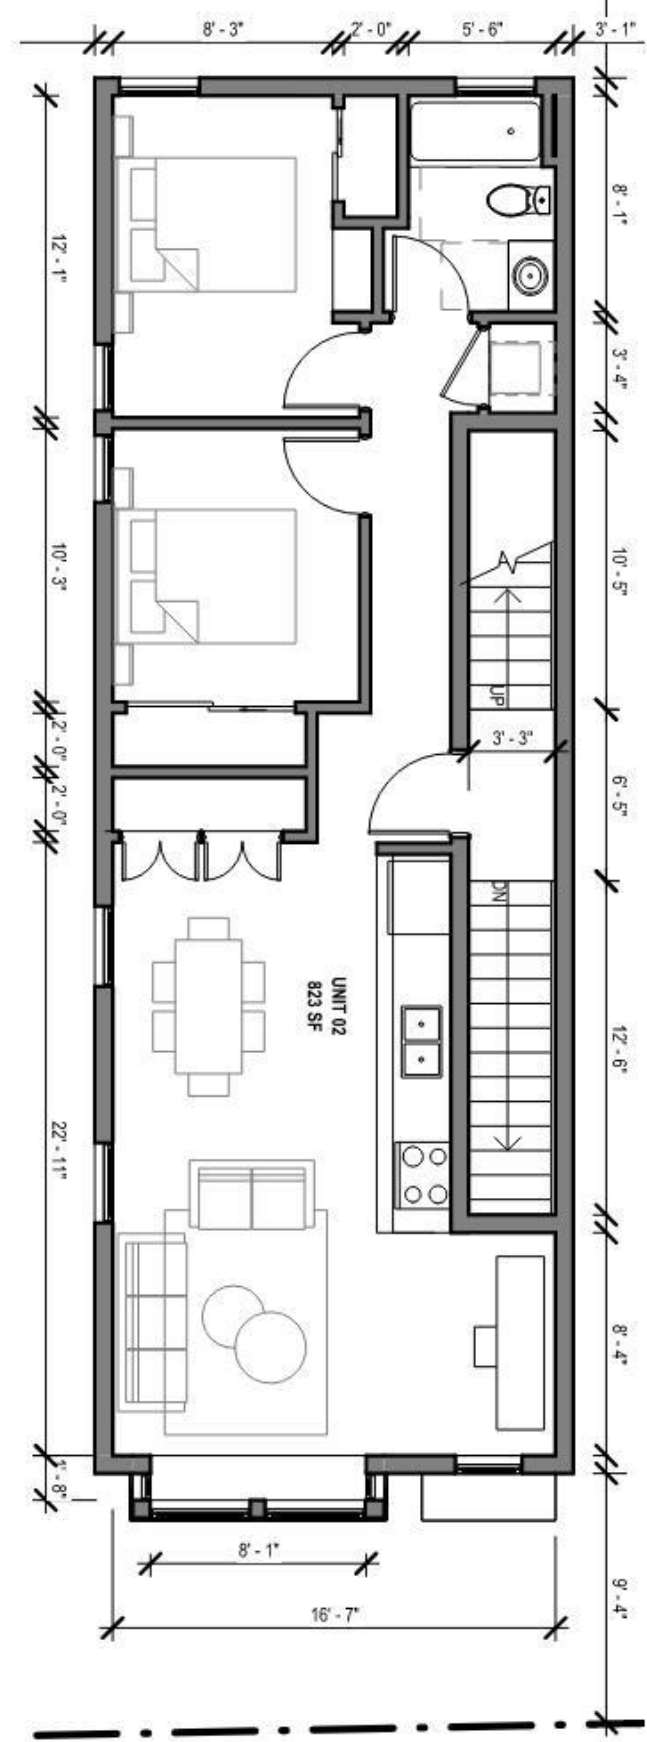 8' - 3"
2' - 0"
5' - 6"
3' - 1"
12' - 1"
8' - 1"
3' - 4"
10' - 3"
10' - 5"
UP
2' - 0"
3' - 3"
2' - 0"
6' - 5"
DN
UNIT 02
823 SF
12' - 6"
22' - 11"
8' - 4"
1' - 8"
8' - 1"
9' - 4"
16' - 7"